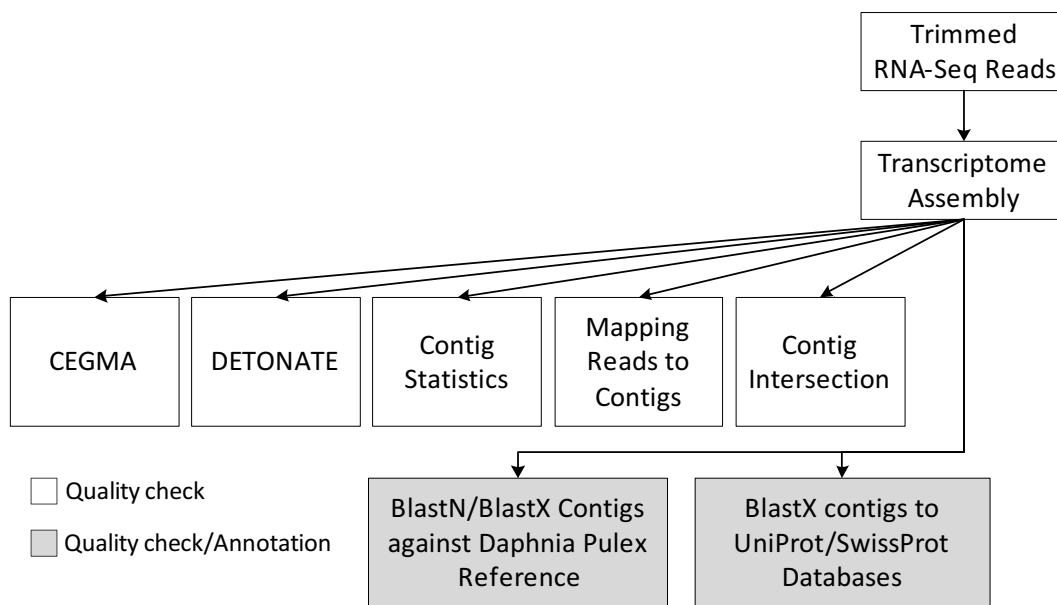 Trimmed
RNA-Seq Reads
Transcriptome
Assembly
CEGMA
DETONATE
Contig
Statistics
Mapping
Reads to
Contigs
Contig
Intersection
Quality check
Quality check/Annotation
BlastN/BlastX Contigs
against Daphnia Pulex
Reference
BlastX contigs to
UniProt/SwissProt
Databases